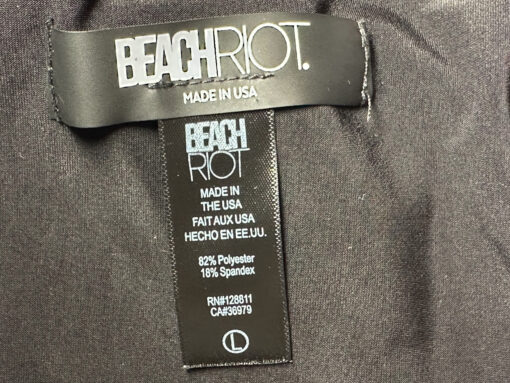 BEACHRIOT.
MADE IN USA
BEACH
RIOT
MADE IN
THE USA
FAIT AUX USA
HECHO EN EE.UU.
82% Polyester
18% Spandex
RN#128811
CA#36979
L